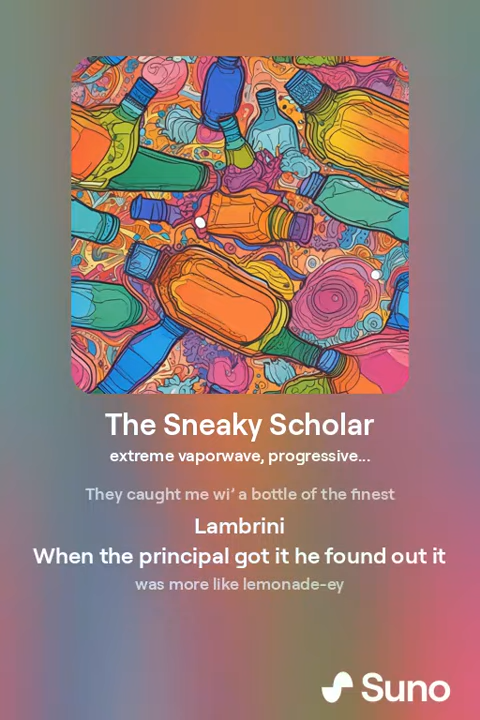 The Sneaky Scholar
extreme vaporwave, progressive...
They caught me wi' a bottle of the finest
Lambrini
When the principal got it he found out it
was more like lemonade-ey
Suno